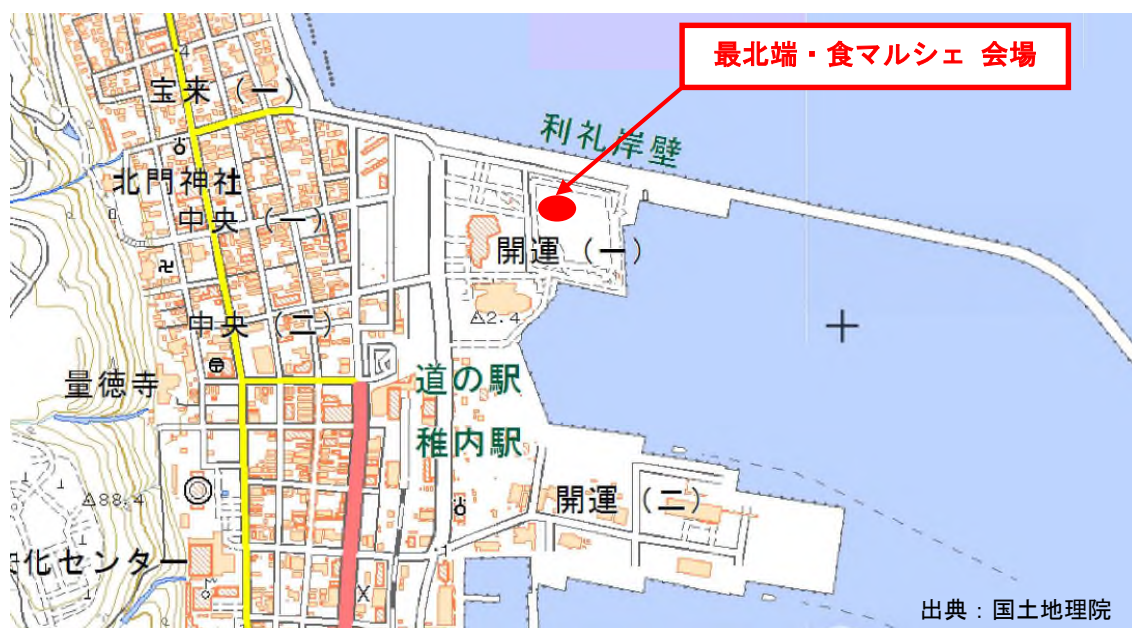 最北端・食マルシェ 会場
宝来（一）
利礼岸壁
北門神社
中央（一）
開運（一）
中央（二）
2.4
量徳寺
道の駅
稚内駅
88.4
開運（二）
化センター
出典：国土地理院